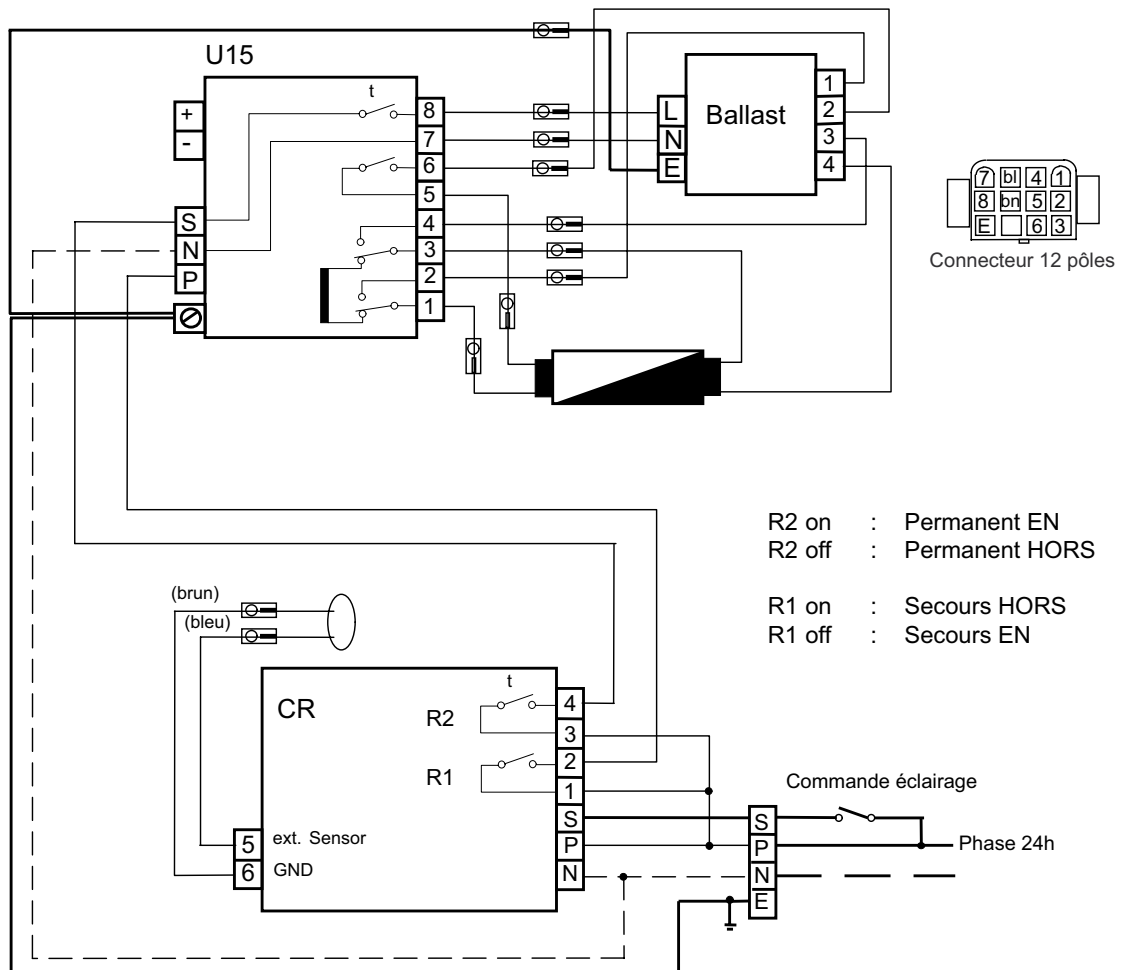 U15
+
-
t
8
7
6
5
4
3
2
1
S
N
P
L
N
E
Ballast
1
2
3
4
7 bl 4 1
8 bn 5 2
E 6 3
Connecteur 12 pôles
R2 on : Permanent EN
R2 off : Permanent HORS
R1 on : Secours HORS
R1 off : Secours EN
(brun)
(bleu)
CR
t
R2
R1
4
3
2
1
S
P
N
5 ext. Sensor
6 GND
Commande éclairage
S
P
N
E
Phase 24h